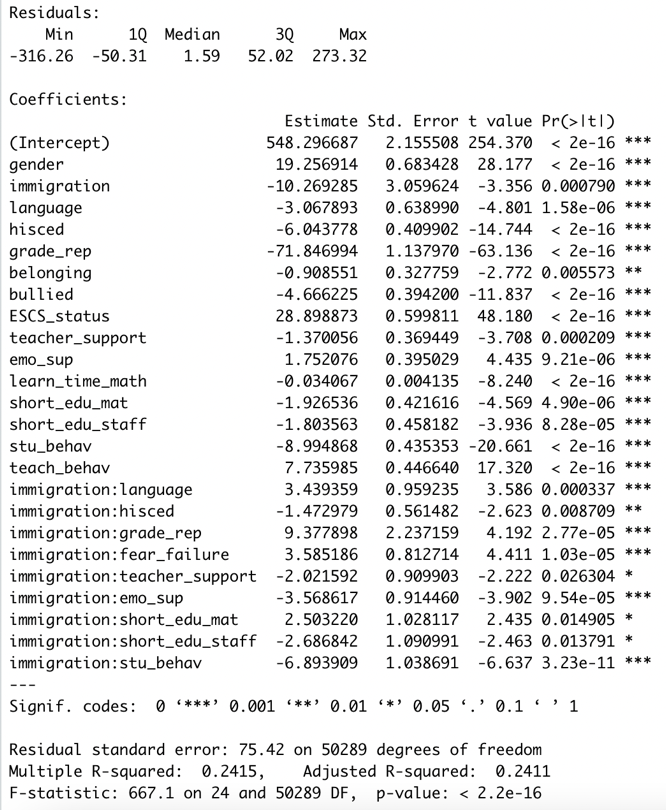 Residuals:
    Min      1Q  Median      3Q     Max
-316.26  -50.31    1.59   52.02  273.32

Coefficients:
                             Estimate Std. Error t value Pr(>|t|)
(Intercept)                548.296687   2.155508 254.370  < 2e-16 ***
gender                      19.256914   0.683428  28.177  < 2e-16 ***
immigration                -10.269285   3.059624  -3.356 0.000790 ***
language                    -3.067893   0.638990  -4.801 1.58e-06 ***
hisced                      -6.043778   0.409902 -14.744  < 2e-16 ***
grade_rep                  -71.846994   1.137970 -63.136  < 2e-16 ***
belonging                   -0.908551   0.327759  -2.772 0.005573 **
bullied                     -4.666225   0.394200 -11.837  < 2e-16 ***
ESCS_status                 28.898873   0.599811  48.180  < 2e-16 ***
teacher_support             -1.370056   0.369449  -3.708 0.000209 ***
emo_sup                      1.752076   0.395029   4.435 9.21e-06 ***
learn_time_math             -0.034067   0.004135  -8.240  < 2e-16 ***
short_edu_mat               -1.926536   0.421616  -4.569 4.90e-06 ***
short_edu_staff             -1.803563   0.458182  -3.936 8.28e-05 ***
stu_behav                   -8.994868   0.435353 -20.661  < 2e-16 ***
teach_behav                  7.735985   0.446640  17.320  < 2e-16 ***
immigration:language         3.439359   0.959235   3.586 0.000337 ***
immigration:hisced          -1.472979   0.561482  -2.623 0.008709 **
immigration:grade_rep        9.377898   2.237159   4.192 2.77e-05 ***
immigration:fear_failure     3.585186   0.812714   4.411 1.03e-05 ***
immigration:teacher_support -2.021592   0.909903  -2.222 0.026304 *
immigration:emo_sup         -3.568617   0.914460  -3.902 9.54e-05 ***
immigration:short_edu_mat    2.503220   1.028117   2.435 0.014905 *
immigration:short_edu_staff -2.686842   1.090991  -2.463 0.013791 *
immigration:stu_behav       -6.893909   1.038691  -6.637 3.23e-11 ***
---
Signif. codes:  0 ‘***’ 0.001 ‘**’ 0.01 ‘*’ 0.05 ‘.’ 0.1 ‘ ’ 1

Residual standard error: 75.42 on 50289 degrees of freedom
Multiple R-squared:  0.2415,    Adjusted R-squared:  0.2411
F-statistic: 667.1 on 24 and 50289 DF,  p-value: < 2.2e-16